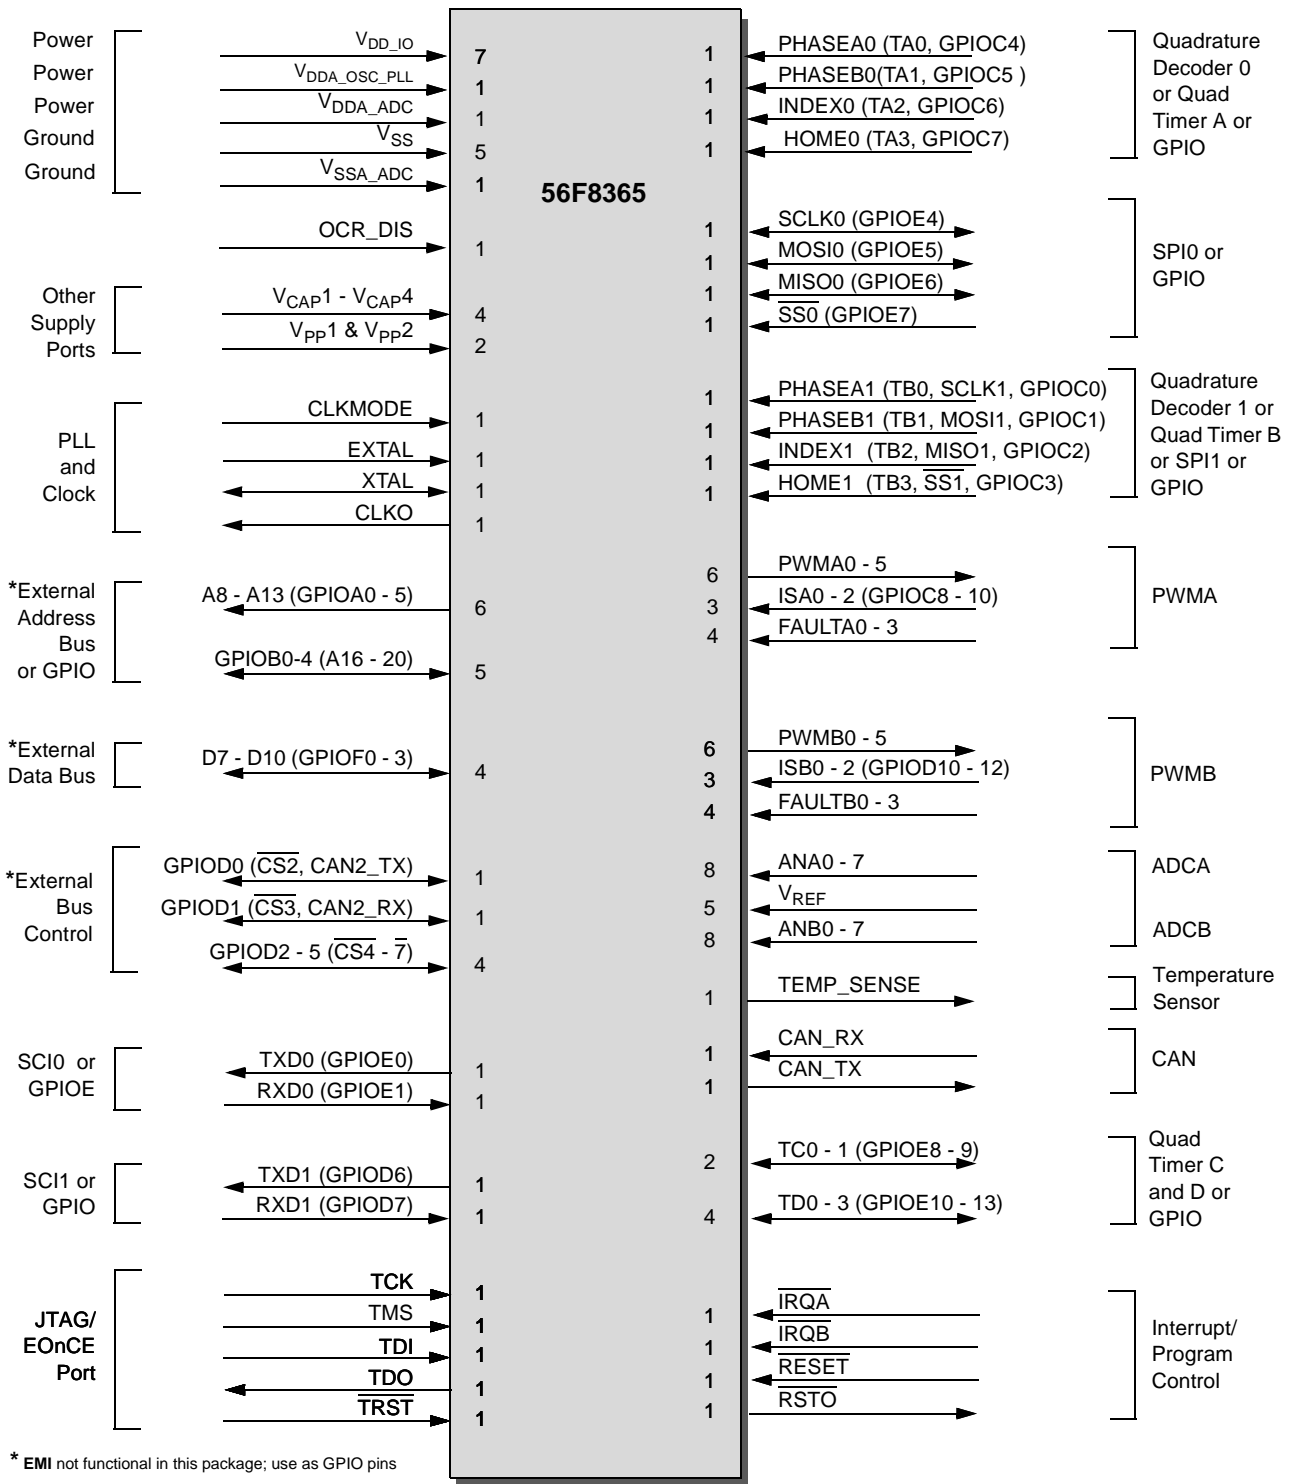 56F8365
Power
Power
Power
Ground
Ground
VDD_IO
7
VDDA_OSC_PLL
1
VDDA_ADC
1
VSS
5
VSSA_ADC
1
OCR_DIS
1
Other
Supply
Ports
VCAP1 - VCAP4
4
VPP1 & VPP2
2
PLL
and
Clock
CLKMODE
1
EXTAL
1
XTAL
1
CLKO
1
*External
Address
Bus
or GPIO
A8 - A13 (GPIOA0 - 5)
6
GPIOB0-4 (A16 - 20)
5
*External
Data Bus
D7 - D10 (GPIOF0 - 3)
4
*External
Bus
Control
GPIOD0 (CS2, CAN2_TX)
1
GPIOD1 (CS3, CAN2_RX)
1
GPIOD2 - 5 (CS4 - 7)
4
SCI0 or
GPIOE
TXD0 (GPIOE0)
1
RXD0 (GPIOE1)
1
SCI1 or
GPIO
TXD1 (GPIOD6)
1
RXD1 (GPIOD7)
1
JTAG/
EOnCE
Port
TCK
1
TMS
1
TDI
1
TDO
1
TRST
1
1
PHASEA0 (TA0, GPIOC4)
1
PHASEB0(TA1, GPIOC5 )
1
INDEX0 (TA2, GPIOC6)
1
HOME0 (TA3, GPIOC7)
Quadrature
Decoder 0
or Quad
Timer A or
GPIO
1
SCLK0 (GPIOE4)
1
MOSI0 (GPIOE5)
1
MISO0 (GPIOE6)
1
SS0 (GPIOE7)
SPI0 or
GPIO
1
PHASEA1 (TB0, SCLK1, GPIOC0)
1
PHASEB1 (TB1, MOSI1, GPIOC1)
1
INDEX1 (TB2, MISO1, GPIOC2)
1
HOME1 (TB3, SS1, GPIOC3)
Quadrature
Decoder 1 or
Quad Timer B
or SPI1 or
GPIO
6
PWMA0 - 5
3
ISA0 - 2 (GPIOC8 - 10)
4
FAULTA0 - 3
PWMA
6
PWMB0 - 5
3
ISB0 - 2 (GPIOD10 - 12)
4
FAULTB0 - 3
PWMB
8
ANA0 - 7
5
VREF
8
ANB0 - 7
ADCA
ADCB
1
TEMP_SENSE
Temperature
Sensor
1
CAN_RX
1
CAN_TX
CAN
2
TC0 - 1 (GPIOE8 - 9)
4
TD0 - 3 (GPIOE10 - 13)
Quad
Timer C
and D or
GPIO
1
IRQA
1
IRQB
1
RESET
1
RSTO
Interrupt/
Program
Control
* EMI not functional in this package; use as GPIO pins